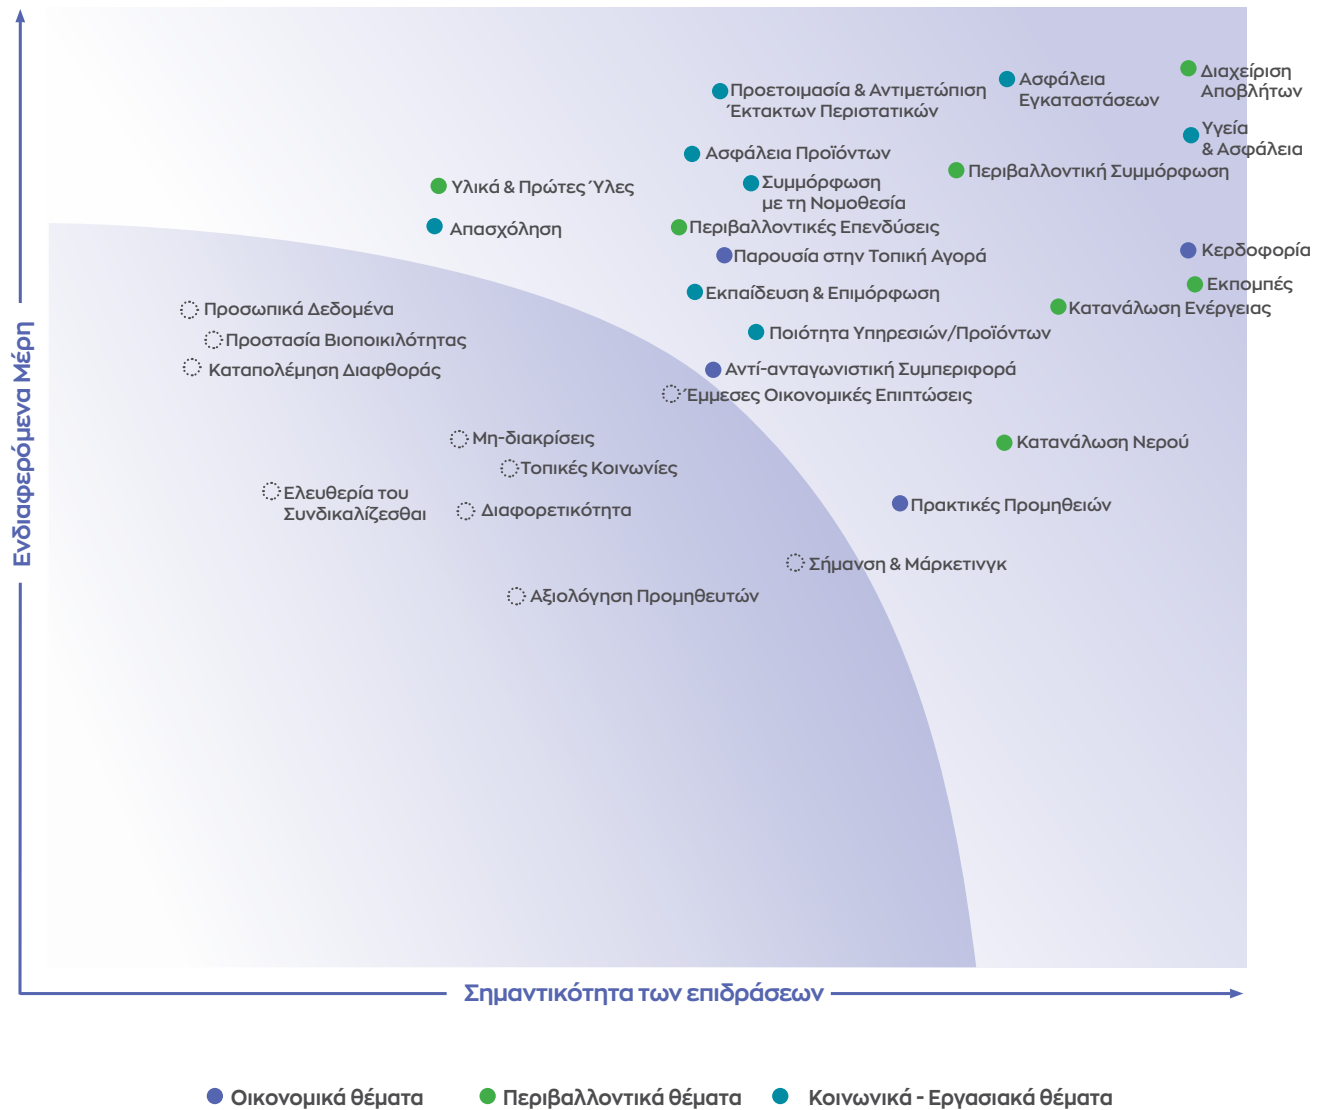 Διαχείριση
Αποβλήτων
Ασφάλεια
Εγκαταστάσεων
Προετοιμασία & Αντιμετώπιση
Έκτακτων Περιστατικών
Υγεία
& Ασφάλεια
Ασφάλεια Προϊόντων
Περιβαλλοντική Συμμόρφωση
Συμμόρφωση
με τη Νομοθεσία
Υλικά & Πρώτες Ύλες
Απασχόληση
Περιβαλλοντικές Επενδύσεις
Παρουσία στην Τοπική Αγορά
Κερδοφορία
Εκπομπές
Εκπαίδευση & Επιμόρφωση
Κατανάλωση Ενέργειας
Προσωπικά Δεδομένα
Ποιότητα Υπηρεσιών/Προϊόντων
Προστασία Βιοποικιλότητας
Καταπολέμηση Διαφθοράς
Αντί-ανταγωνιστική Συμπεριφορά
Έμμεσες Οικονομικές Επιπτώσεις
Μη-διακρίσεις
Κατανάλωση Νερού
Τοπικές Κοινωνίες
Ελευθερία του
Συνδικαλίζεσθαι
Διαφορετικότητα
Πρακτικές Προμηθειών
Σήμανση & Μάρκετινγκ
Αξιολόγηση Προμηθευτών
Ενδιαφερόμενα Μέρη
Σημαντικότητα των επιδράσεων
Οικονομικά θέματα
Περιβαλλοντικά θέματα
Κοινωνικά - Εργασιακά θέματα